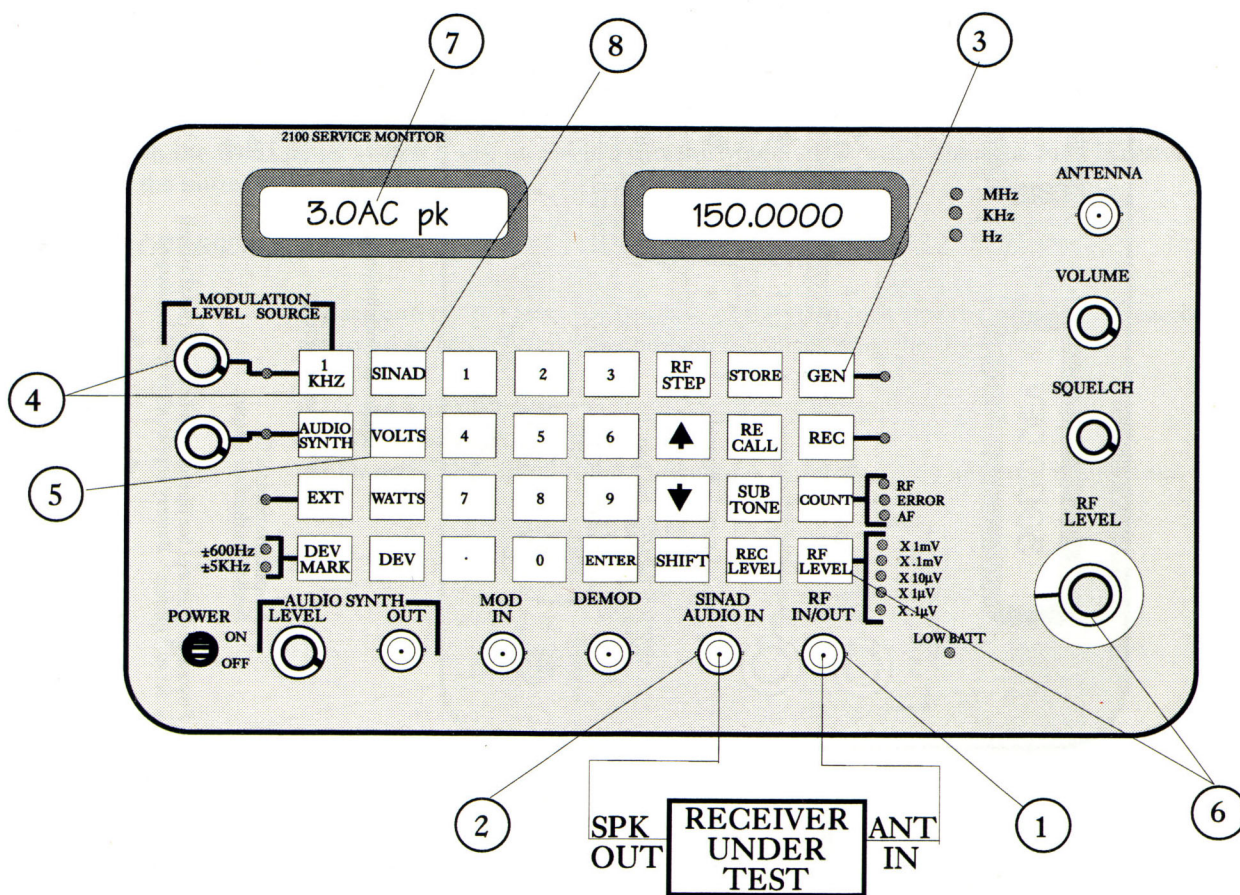 7
8
3
2100 SERVICE MONITOR
3.0AC pk
150.0000
MHz
KHz
Hz
ANTENNA
VOLUME
SQUELCH
RF
LEVEL
MODULATION
LEVEL SOURCE
1
KHZ
SINAD
1
2
3
RF
STEP
STORE
GEN
4
AUDIO
SYNTH
VOLTS
4
5
6
RE
CALL
REC
5
EXT
WATTS
7
8
9
SUB
TONE
COUNT
RF
ERROR
AF
±600Hz
±5KHz
DEV
MARK
DEV
.
0
ENTER
SHIFT
REC
LEVEL
RF
LEVEL
X 1mV
X .1mV
X 10µV
X 1µV
X .1µV
POWER
ON
OFF
AUDIO SYNTH
LEVEL OUT
MOD
IN
DEMOD
SINAD
AUDIO IN
RF
IN/OUT
LOW BATT
2
SPK
OUT
RECEIVER
UNDER
TEST
ANT
IN
1
6